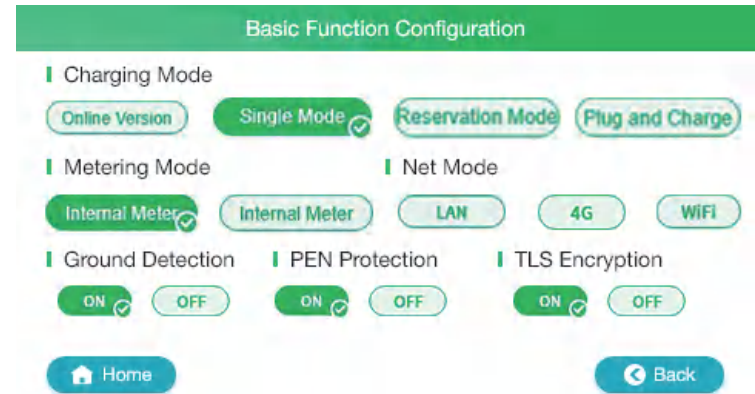 Basic Function Configuration
Charging Mode
Online Version Single Mode Reservation Mode Plug and Charge
Metering Mode Net Mode
Internal Meter Internal Meter LAN 4G WiFi
Ground Detection PEN Protection TLS Encryption
ON OFF ON OFF ON OFF
Home Back